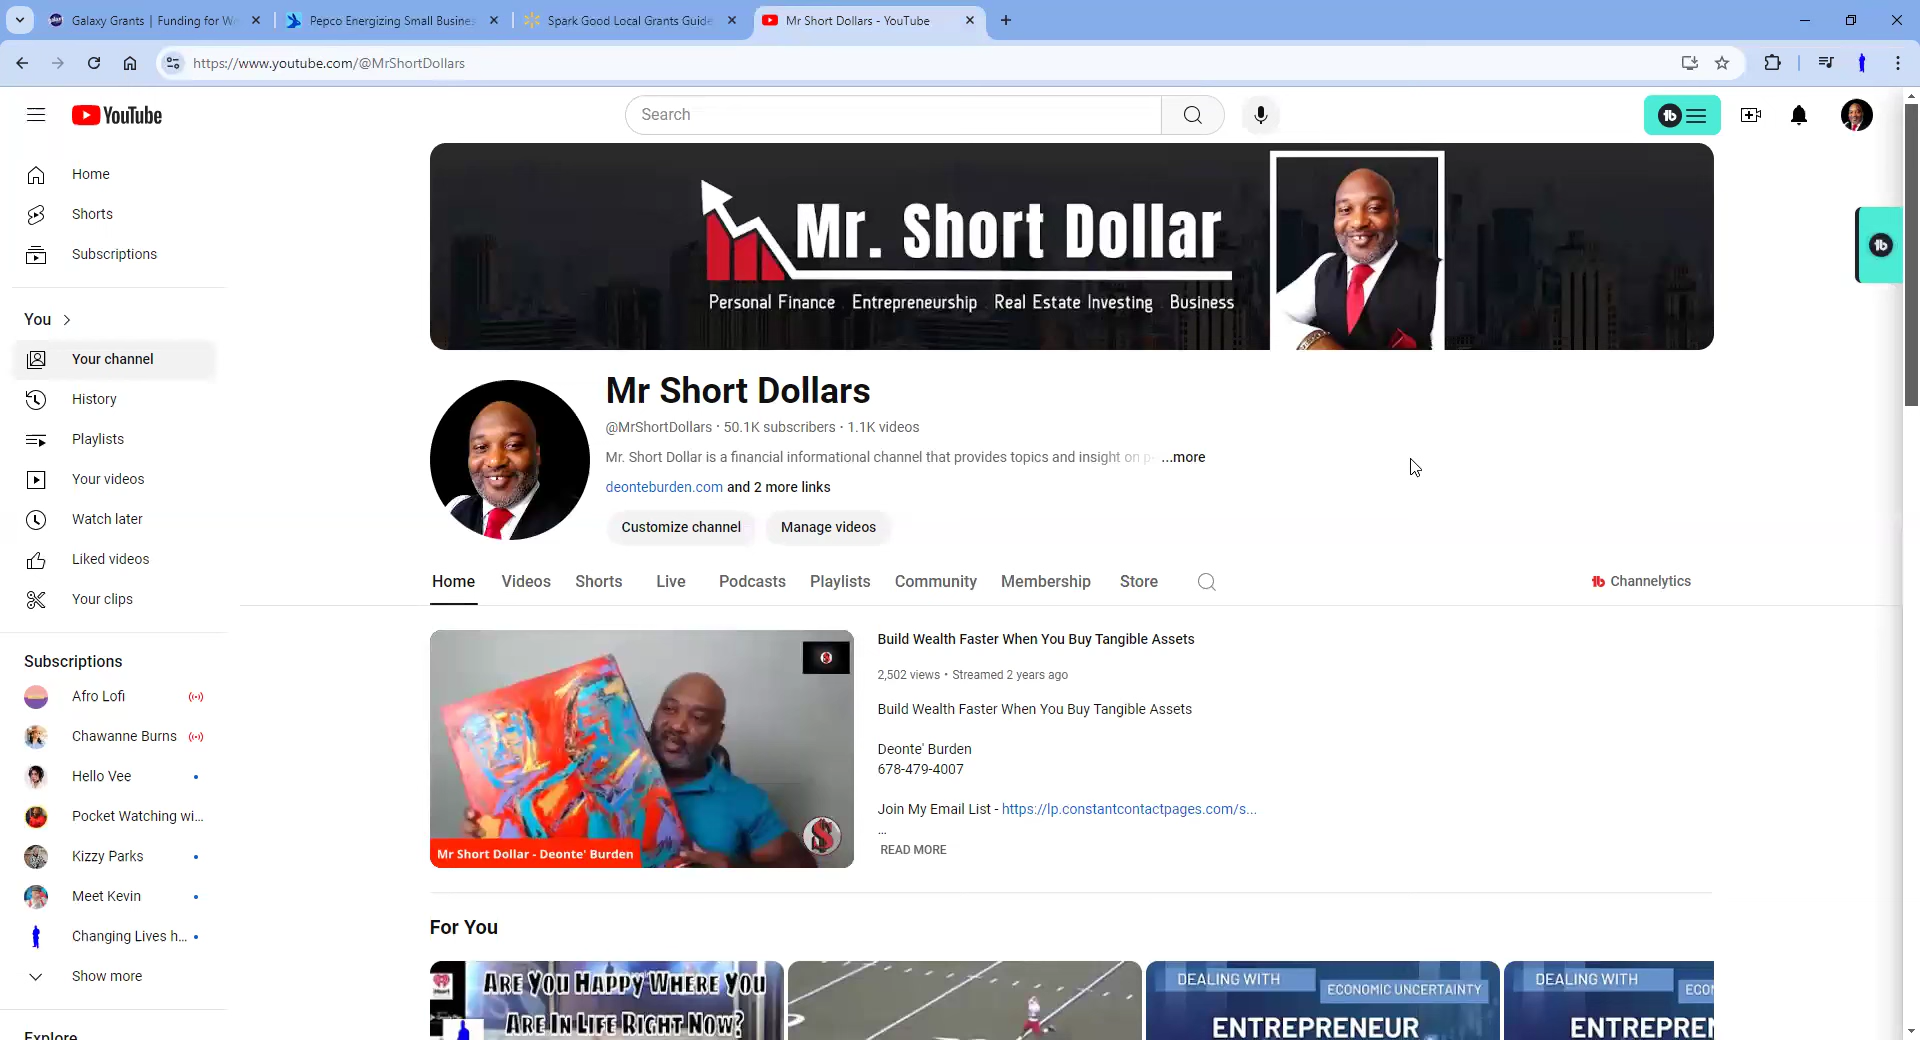 Galaxy Grants | Funding for W
Pepco Energizing Small Busines
Spark Good Local Grants Guide
Mr Short Dollars - YouTube
https://www.youtube.com/@MrShortDollars
YouTube
Search
Home
Shorts
Subscriptions
You
Your channel
History
Playlists
Your videos
Watch later
Liked videos
Your clips
Subscriptions
Afro Lofi
Chawanne Burns
Hello Vee
Pocket Watching wi...
Kizzy Parks
Meet Kevin
Changing Lives h...
Show more
Explore
Mr. Short Dollar
Personal Finance Entrepreneurship Real Estate Investing Business
Mr Short Dollars
@MrShortDollars · 50.1K subscribers · 1.1K videos
Mr. Short Dollar is a financial informational channel that provides topics and insight on p ...more
deonteburden.com and 2 more links
Customize channel
Manage videos
Home Videos Shorts Live Podcasts Playlists Community Membership Store
Channelytics
Mr Short Dollar - Deonte' Burden
Build Wealth Faster When You Buy Tangible Assets
2,502 views • Streamed 2 years ago
Build Wealth Faster When You Buy Tangible Assets
Deonte' Burden
678-479-4007
Join My Email List - https://lp.constantcontactpages.com/s...
...
READ MORE
For You
ARE YOU HAPPY WHERE YOU
ARE IN LIFE RIGHT NOW?
DEALING WITH
ECONOMIC UNCERTAINTY
ENTREPRENEUR
DEALING WITH
ECO
ENTREPRE